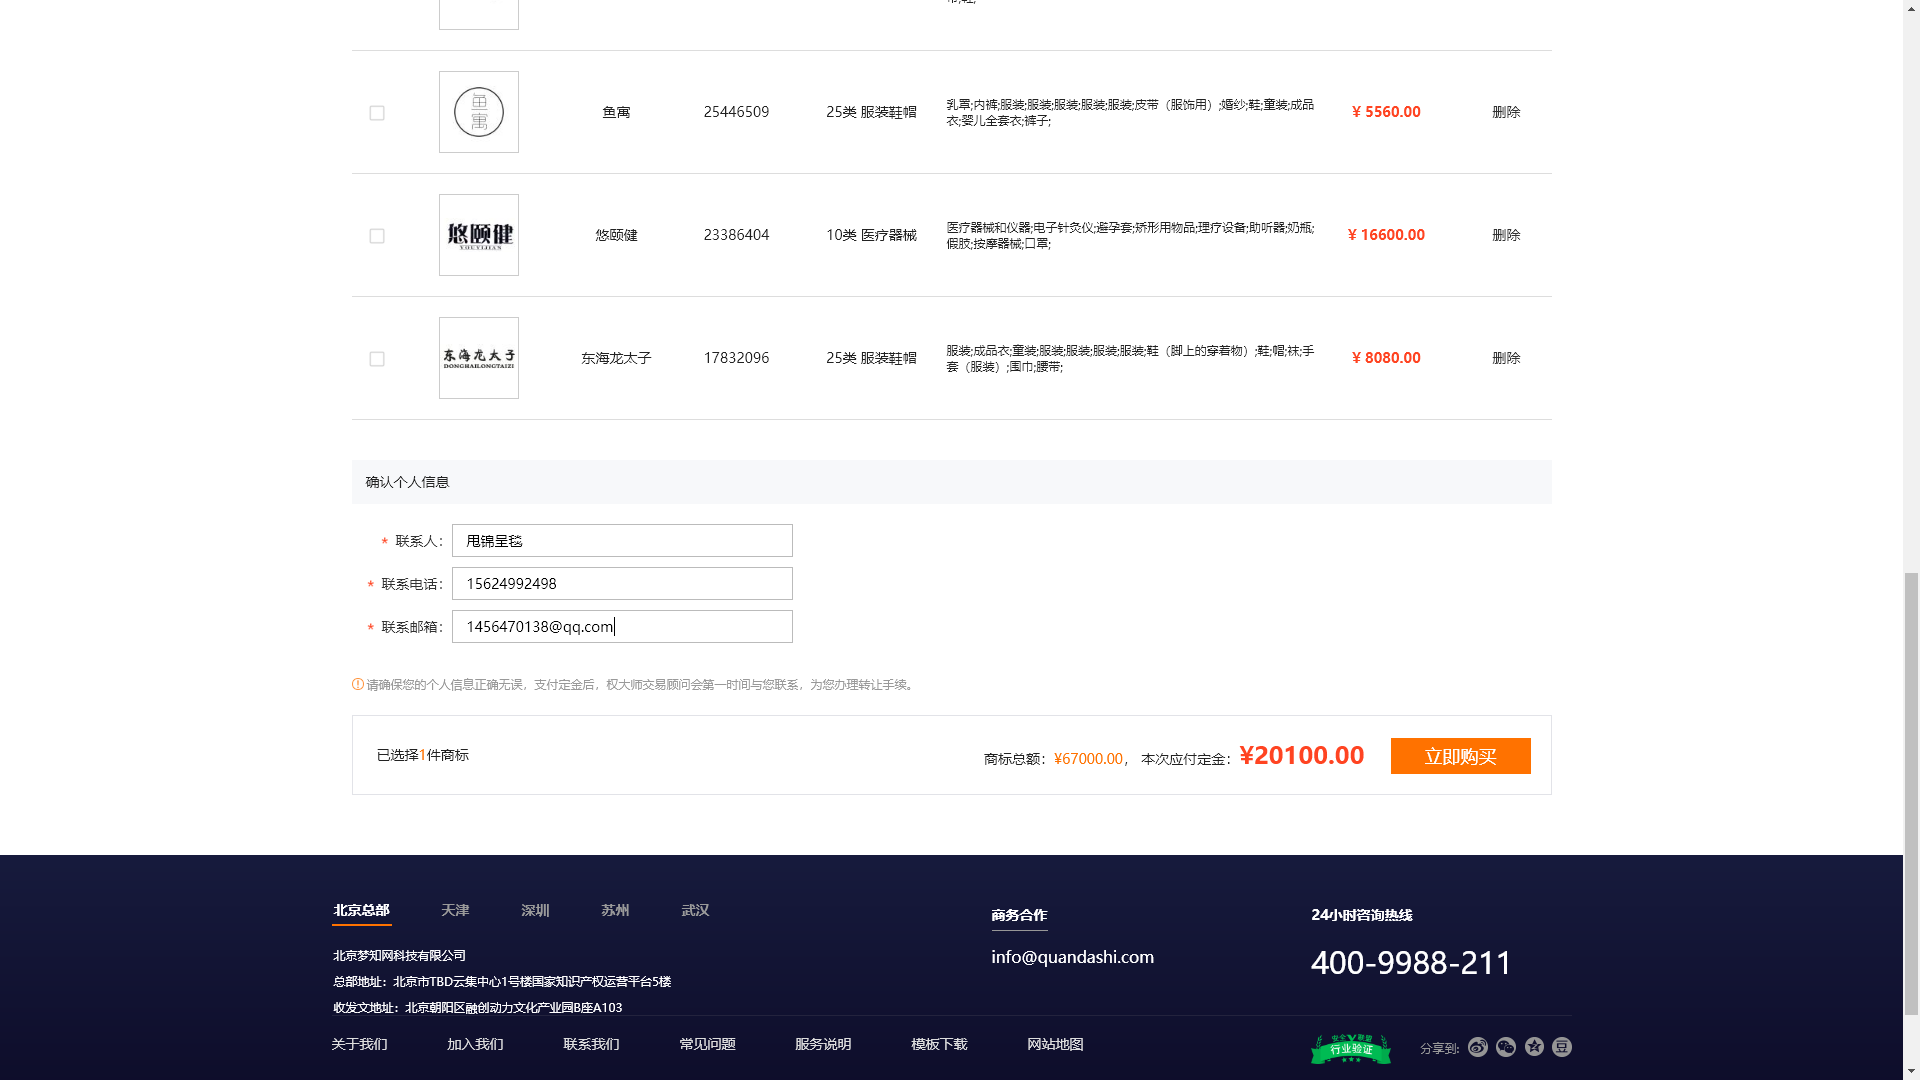 鱼寓
鱼寓 25446509 25类 服装鞋帽 乳罩;内裤;服装;服装;服装;服装;服装;皮带（服饰用）;婚纱;鞋;童装;成品
衣;婴儿全套衣;裤子; ¥ 5560.00 删除
悠颐健
YOUYIJIAN
悠颐健 23386404 10类 医疗器械 医疗器械和仪器;电子针灸仪;避孕套;矫形用物品;理疗设备;助听器;奶瓶;
假肢;按摩器械;口罩; ¥ 16600.00 删除
东海龙太子
DONGHAILONGTAIZI
东海龙太子 17832096 25类 服装鞋帽 服装;成品衣;童装;服装;服装;服装;服装;鞋（脚上的穿着物）;鞋;帽;袜;手
套（服装）;围巾;腰带; ¥ 8080.00 删除
确认个人信息
* 联系人： 甩锦呈毯
* 联系电话： 15624992498
* 联系邮箱： 1456470138@qq.com
请确保您的个人信息正确无误，支付定金后，权大师交易顾问会第一时间与您联系，为您办理转让手续。
已选择1件商标 商标总额：¥67000.00， 本次应付定金：¥20100.00 立即购买
北京总部 天津 深圳 苏州 武汉
北京梦知网科技有限公司
总部地址：北京市TBD云集中心1号楼国家知识产权运营平台5楼
收发文地址：北京朝阳区融创动力文化产业园B座A103
商务合作
info@quandashi.com
24小时咨询热线
400-9988-211
关于我们 加入我们 联系我们 常见问题 服务说明 模板下载 网站地图
安全联盟
行业验证
分享到: